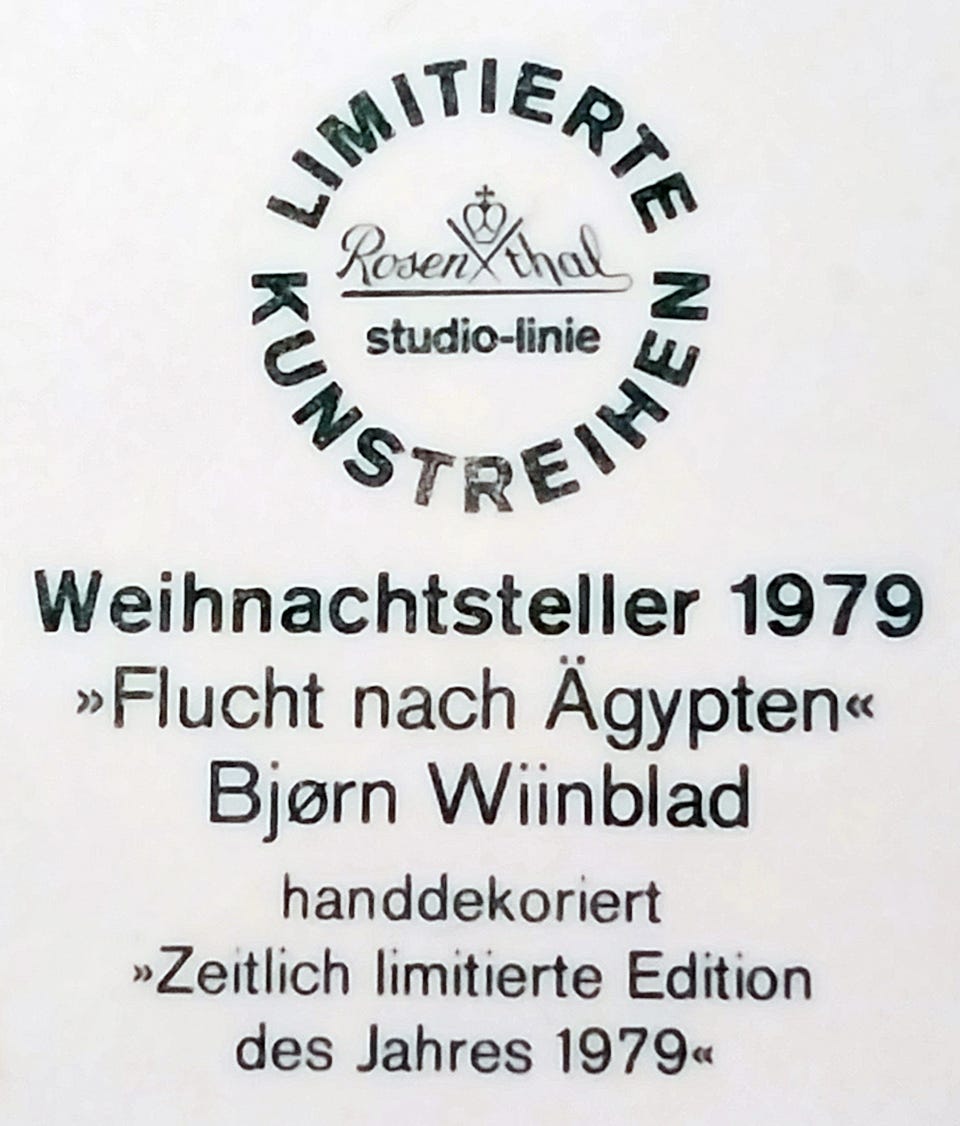 LIMITIERTE
Rosenthal
studio-linie
KUNSTREIHEN
Weihnachtsteller 1979
»Flucht nach Ägypten«
Bjørn Wiinblad
handdekoriert
»Zeitlich limitierte Edition
des Jahres 1979«